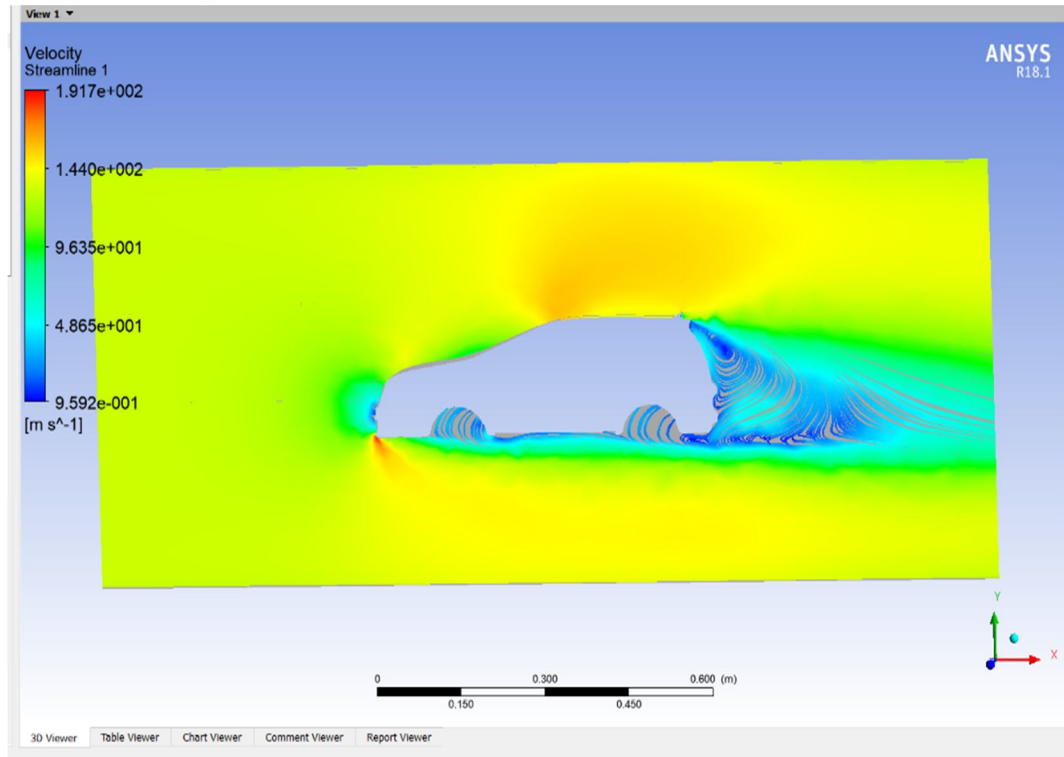 View 1
Velocity
Streamline 1
ANSYS
R18.1
1.917e+002
1.440e+002
9.635e+001
4.865e+001
9.592e-001
[m s^-1]
Y
X
0 0.300 0.600 (m)
0.150 0.450
3D Viewer Table Viewer Chart Viewer Comment Viewer Report Viewer